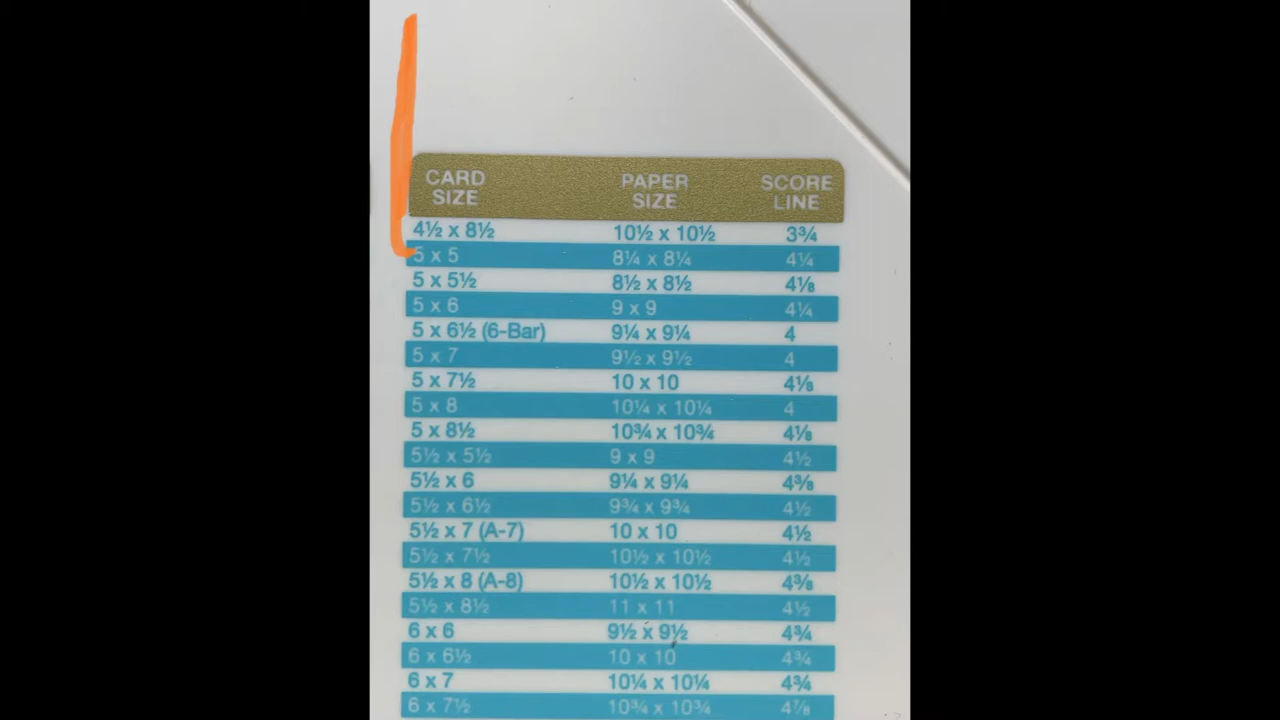 CARD SIZE PAPER SIZE SCORE LINE
4½ x 8½ 10½ x 10½ 3¾
5 x 5 8¼ x 8¼ 4¼
5 x 5½ 8½ x 8½ 4⅛
5 x 6 9 x 9 4¼
5 x 6½ (6-Bar) 9¼ x 9¼ 4
5 x 7 9½ x 9½ 4
5 x 7½ 10 x 10 4⅛
5 x 8 10¼ x 10¼ 4
5 x 8½ 10¾ x 10¾ 4⅛
5½ x 5½ 9 x 9 4½
5½ x 6 9¼ x 9¼ 4⅜
5½ x 6½ 9¾ x 9¾ 4½
5½ x 7 (A-7) 10 x 10 4½
5½ x 7½ 10½ x 10½ 4½
5½ x 8 (A-8) 10½ x 10½ 4⅜
5½ x 8½ 11 x 11 4½
6 x 6 9½ x 9½ 4¾
6 x 6½ 10 x 10 4¾
6 x 7 10¼ x 10¼ 4¾
6 x 7½ 10¾ x 10¾ 4⅞